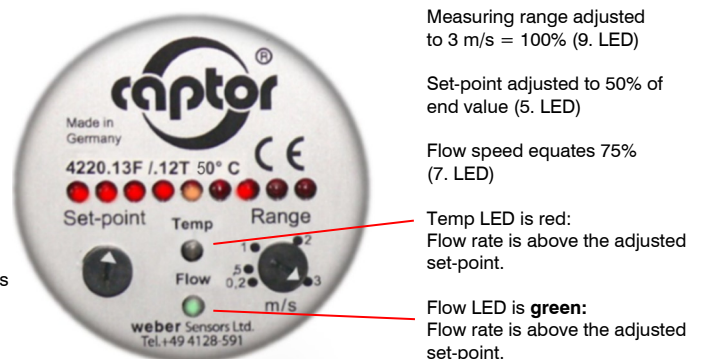 captor
®
Made in
Germany
CE
4220.13F /.12T 50° C
Set-point
Temp
Range
1
2
,5
0,2
3
Flow
m/s
weber Sensors Ltd.
Tel.+49 4128-591
s
Measuring range adjusted
to 3 m/s = 100% (9. LED)
Set-point adjusted to 50% of
end value (5. LED)
Flow speed equates 75%
(7. LED)
Temp LED is red:
Flow rate is above the adjusted
set-point.
Flow LED is green:
Flow rate is above the adjusted
set-point.